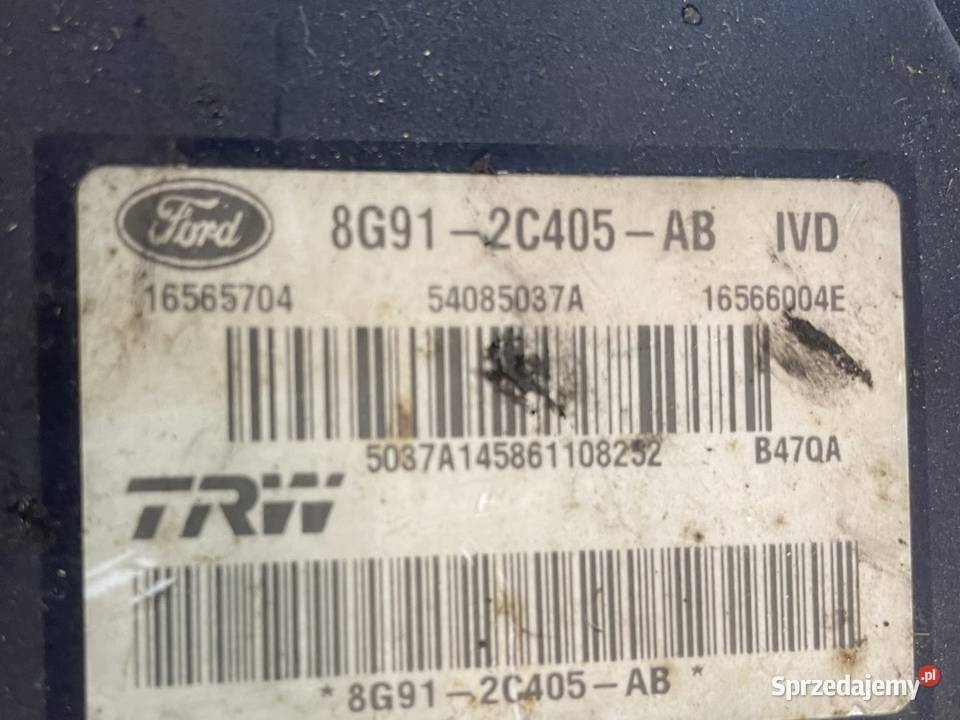 Ford 8G91-2C405-AB IVD
16565704 54085037A 16566004E
5037A145861108252 B47QA
TRW
*8G91-2C405-AB*
Sprzedajemy.pl